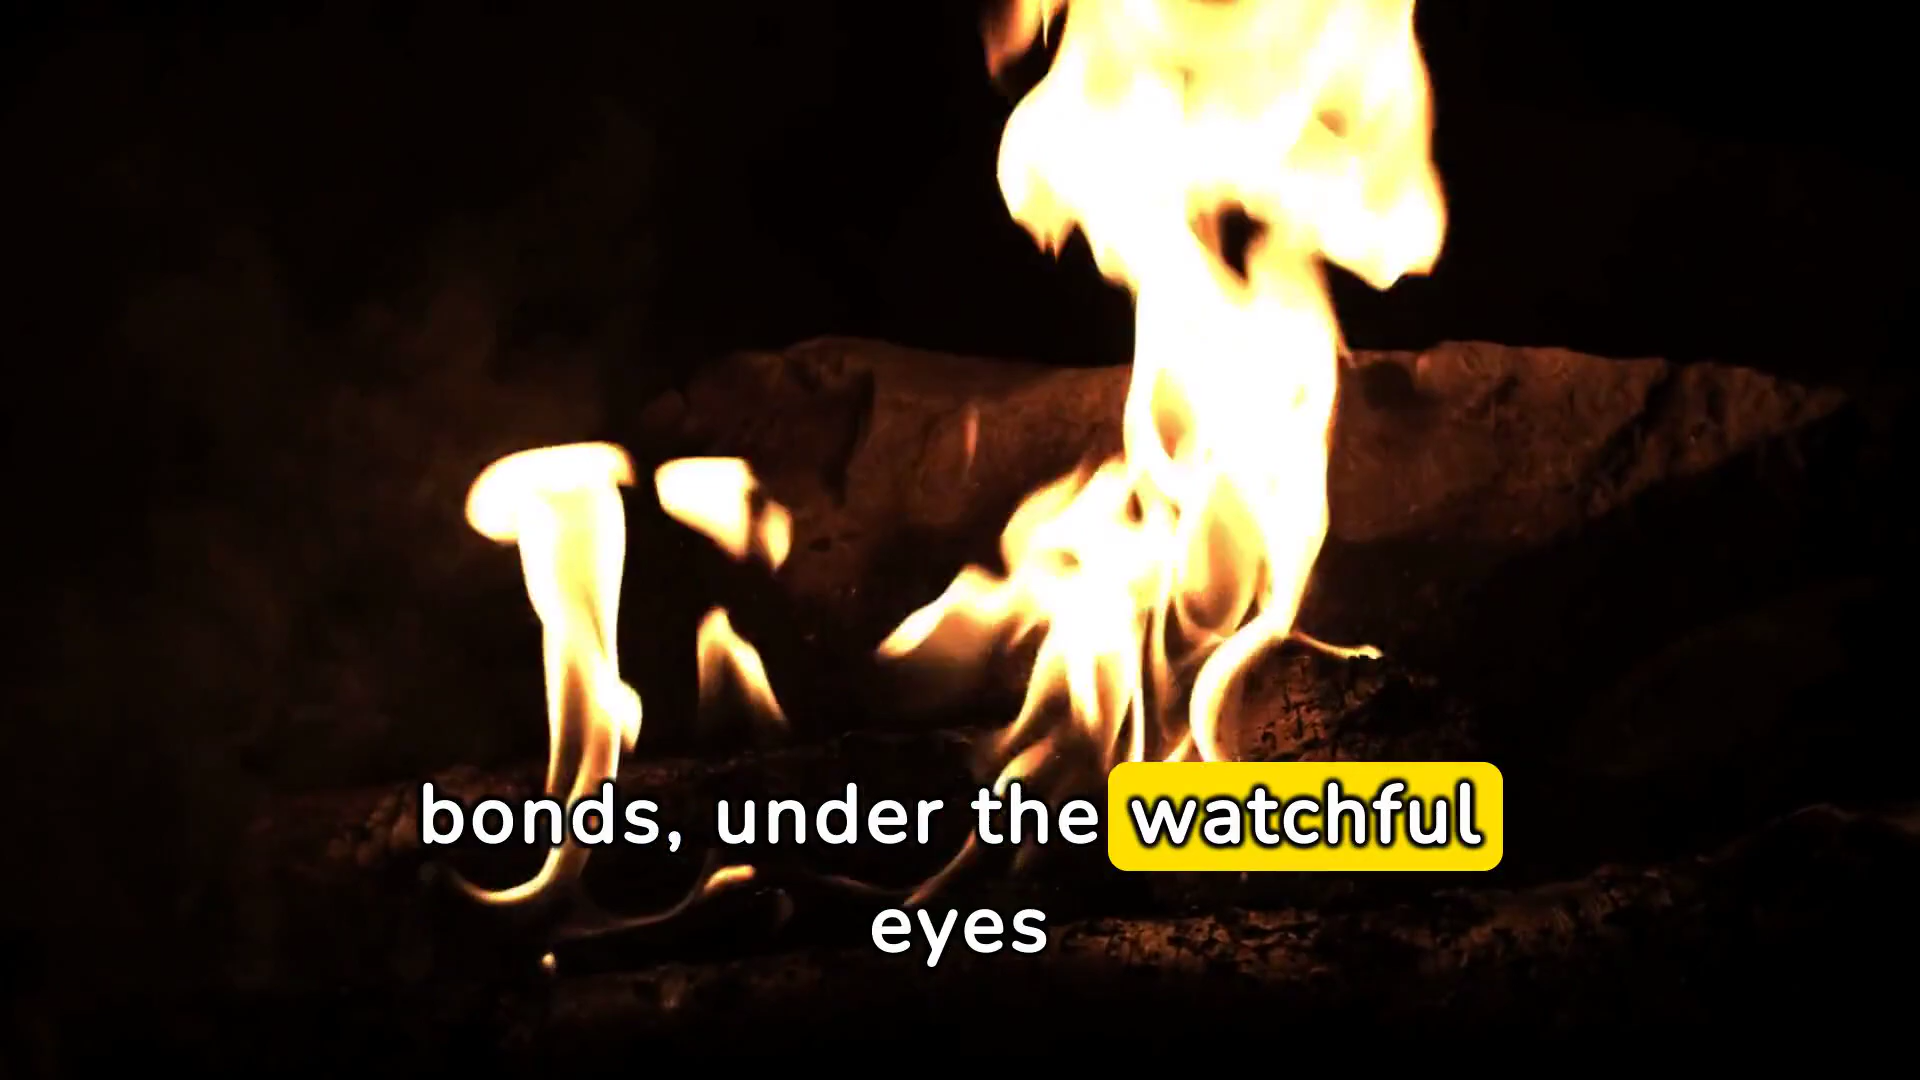 bonds, under the watchful
eyes